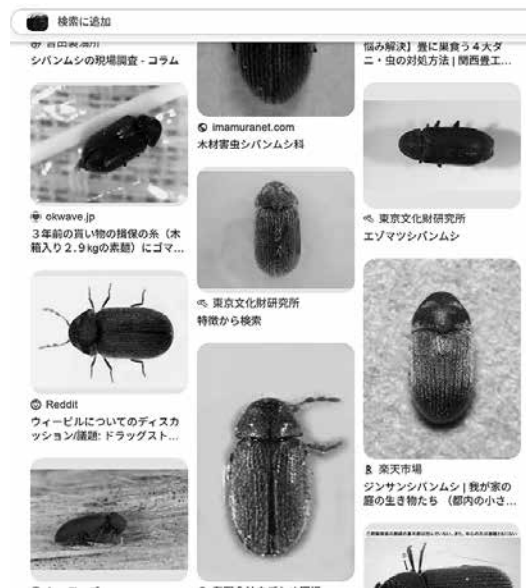 検索に追加
シバンムシの現場調査 - コラム
okwave.jp
３年前の買い物の揖保の糸（木
箱入り２.９kgの素麺）にゴマ…
Reddit
ウィービルについてのディスカ
ッション/議題: ドラッグスト…
imamuranet.com
木材害虫シバンムシ科
東京文化財研究所
特徴から検索
悩み解決】畳に巣食う４大ダ
ニ・虫の対処方法 | 関西畳工…
東京文化財研究所
エゾマツシバンムシ
楽天市場
ジンサンシバンムシ | 我が家の
庭の生き物たち （都内の小さ…